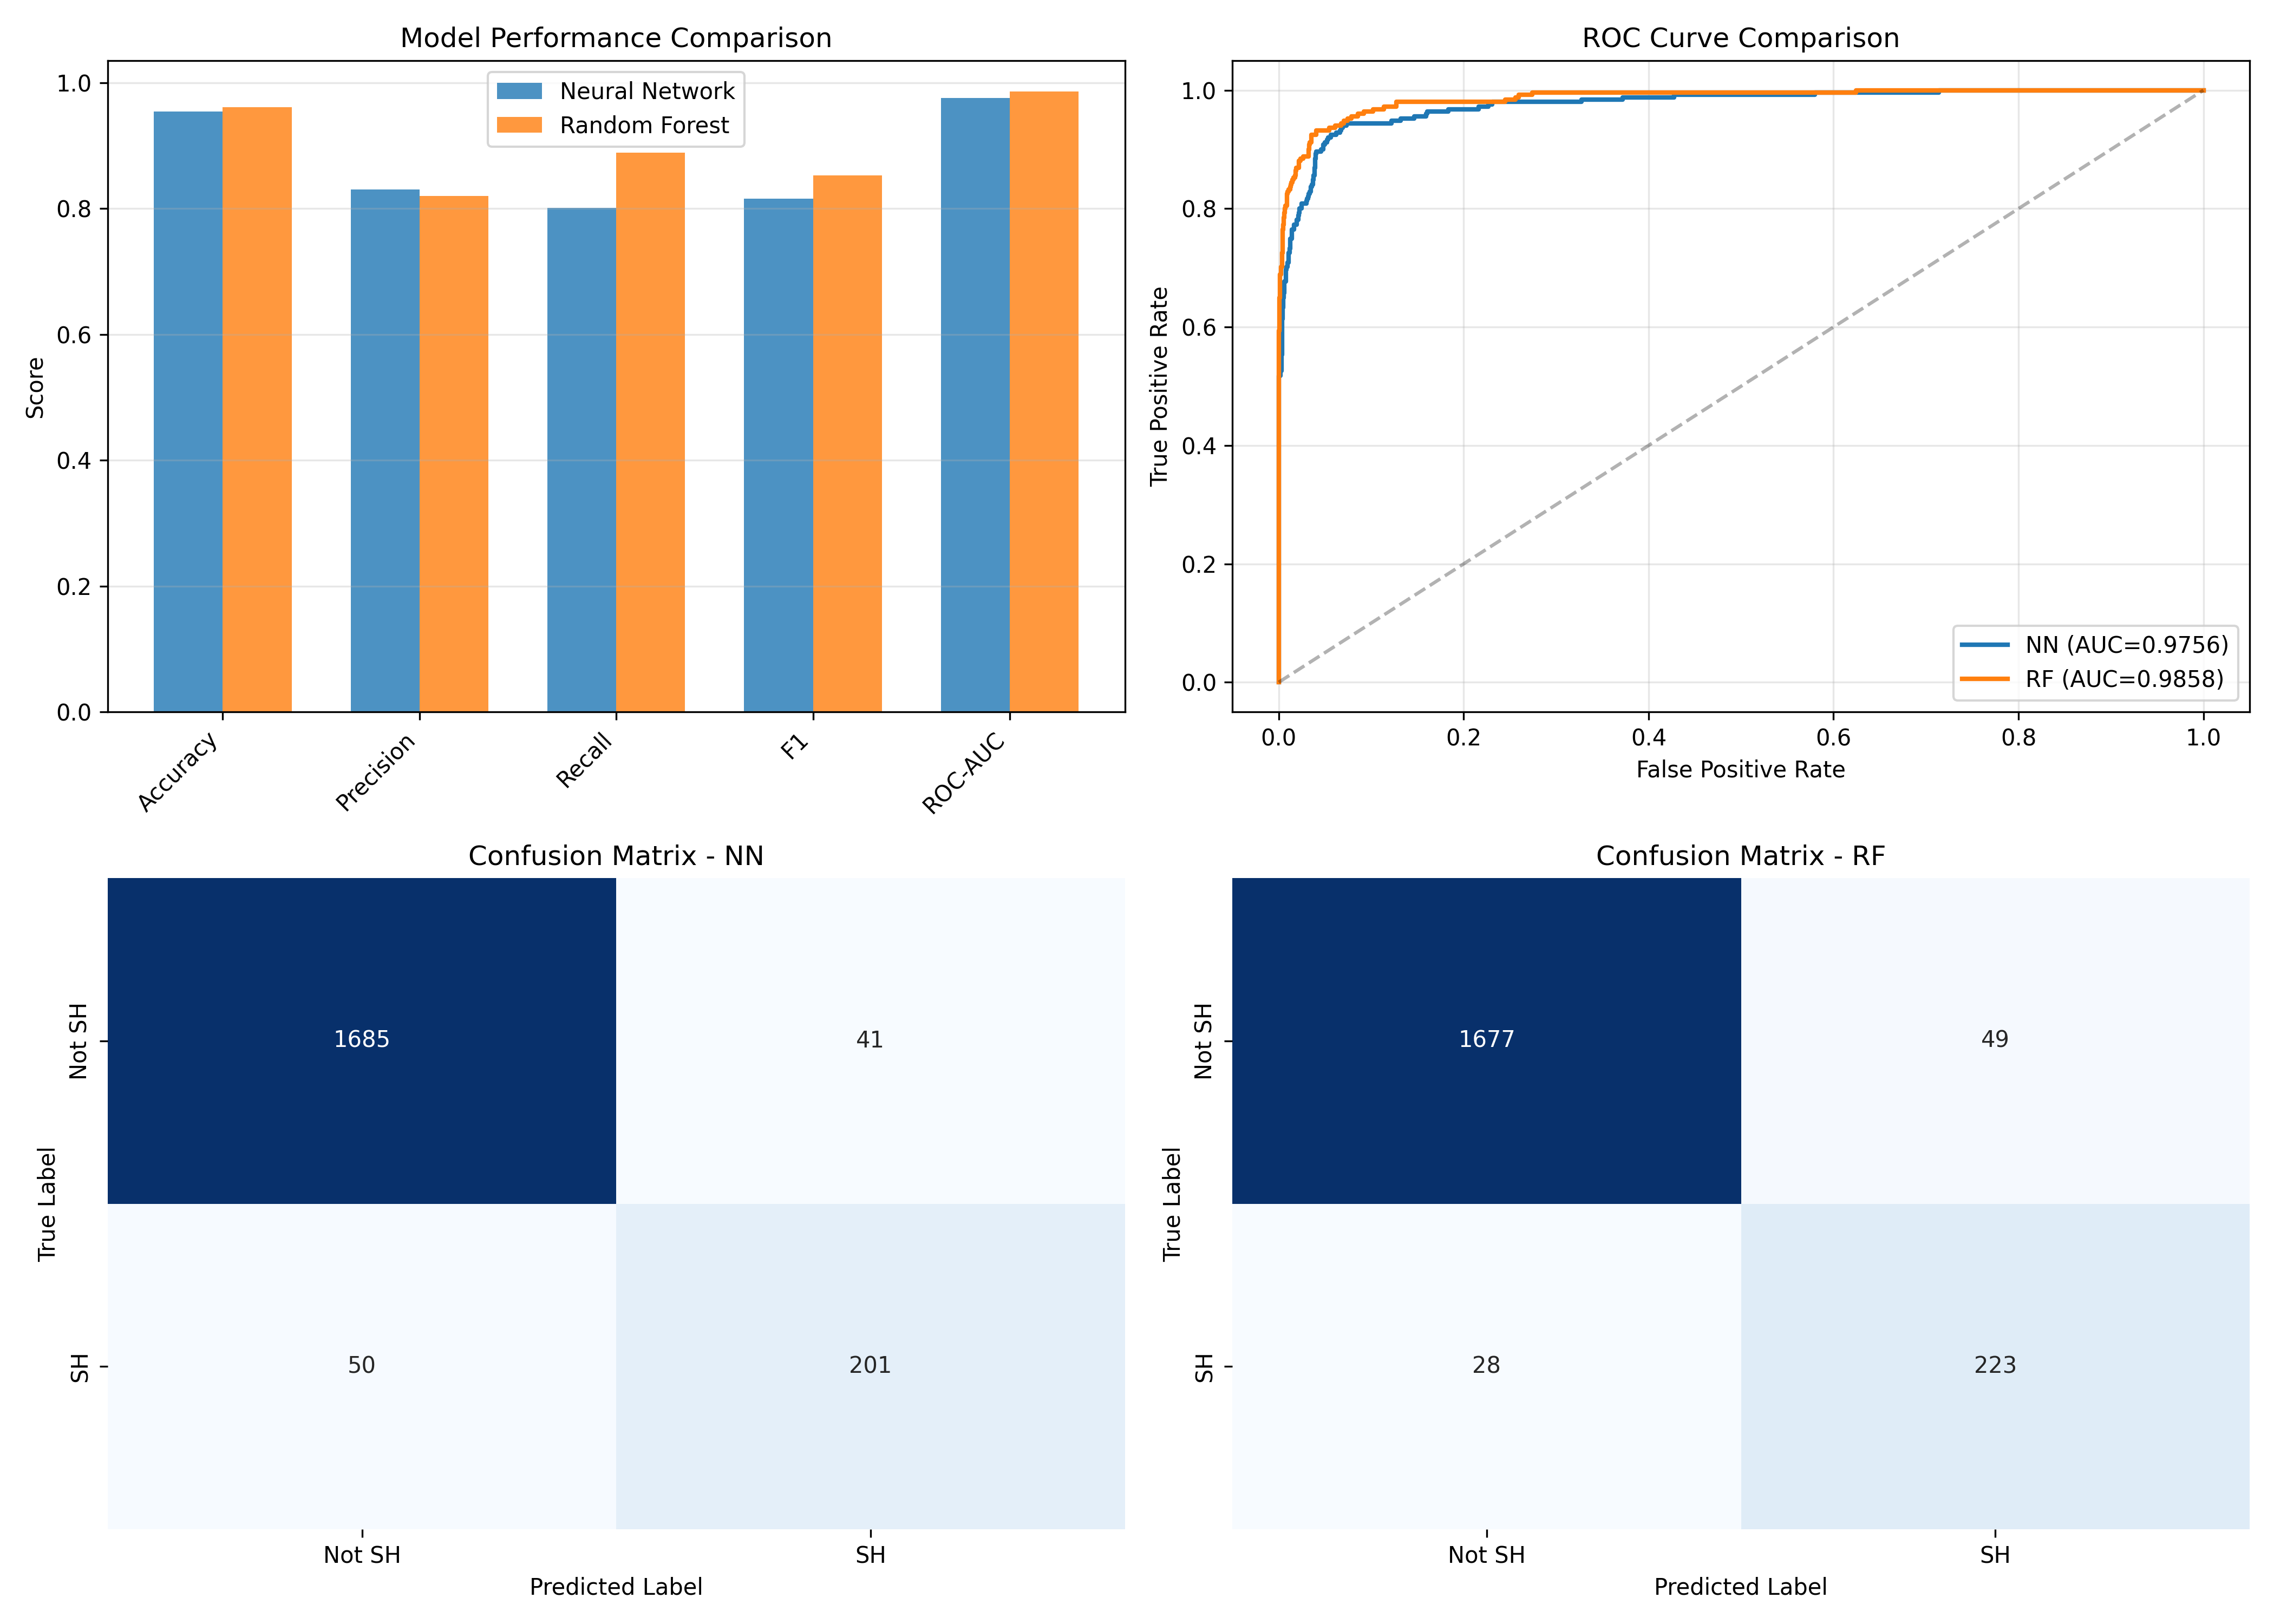 Model Performance Comparison
Score
1.0
0.8
0.6
0.4
0.2
0.0
Neural Network
Random Forest
Accuracy
Precision
Recall
F1
ROC-AUC
ROC Curve Comparison
True Positive Rate
1.0
0.8
0.6
0.4
0.2
0.0
NN (AUC=0.9756)
RF (AUC=0.9858)
0.0 0.2 0.4 0.6 0.8 1.0
False Positive Rate
Confusion Matrix - NN
True Label
Not SH
1685 41
SH
50 201
Not SH SH
Predicted Label
Confusion Matrix - RF
True Label
Not SH
1677 49
SH
28 223
Not SH SH
Predicted Label